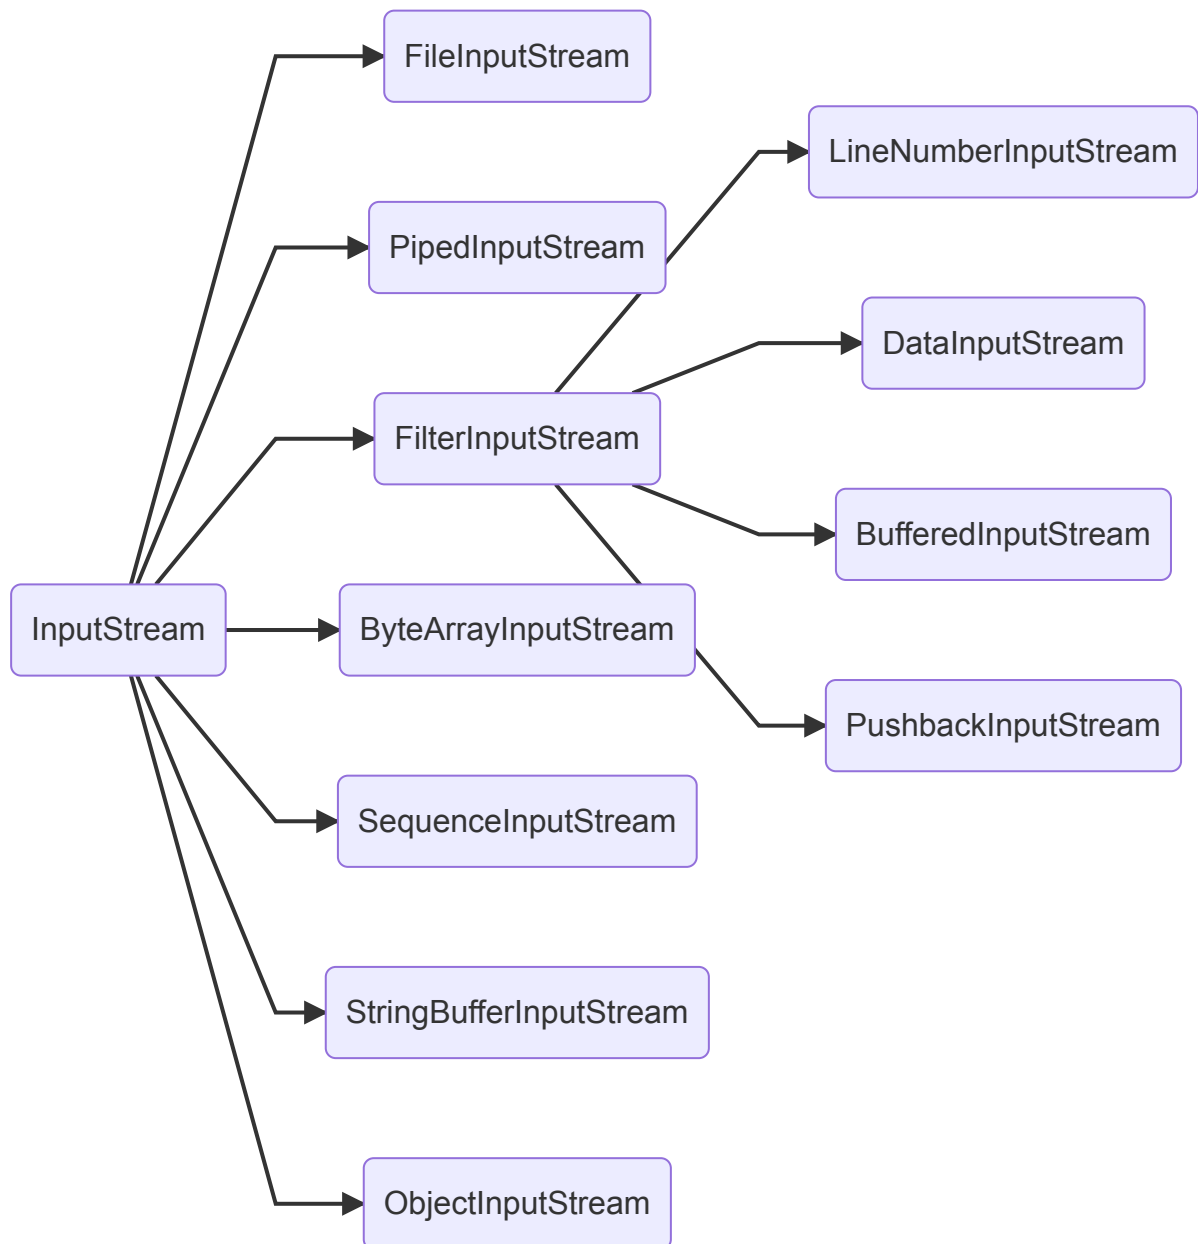 FileInputStream
LineNumberInputStream
PipedInputStream
DataInputStream
FilterInputStream
BufferedInputStream
InputStream
ByteArrayInputStream
PushbackInputStream
SequenceInputStream
StringBufferInputStream
ObjectInputStream